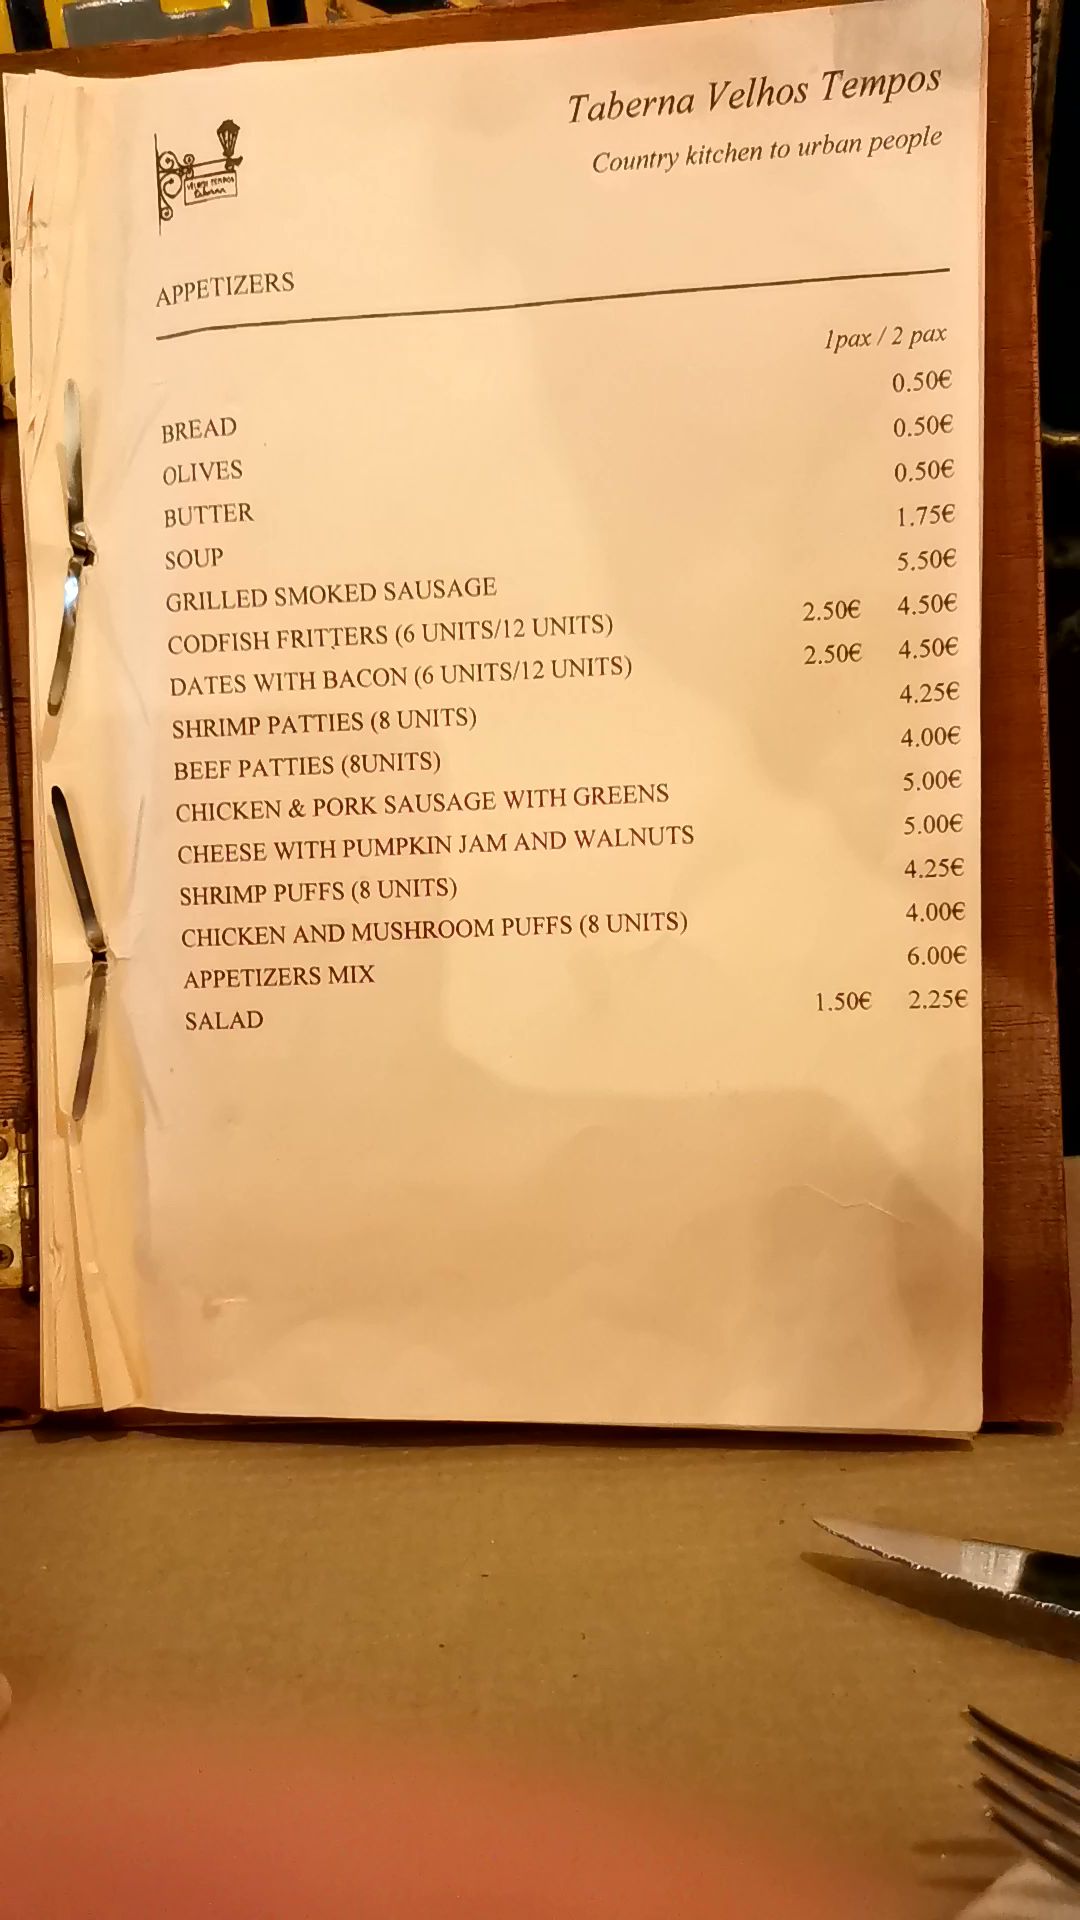 Taberna Velhos Tempos
Country kitchen to urban people
VELHOS TEMPOS
Taberna
APPETIZERS
1pax / 2 pax
BREAD 0.50€
OLIVES 0.50€
BUTTER 0.50€
SOUP 1.75€
GRILLED SMOKED SAUSAGE 5.50€
CODFISH FRITTERS (6 UNITS/12 UNITS) 2.50€ 4.50€
DATES WITH BACON (6 UNITS/12 UNITS) 2.50€ 4.50€
SHRIMP PATTIES (8 UNITS) 4.25€
BEEF PATTIES (8UNITS) 4.00€
CHICKEN & PORK SAUSAGE WITH GREENS 5.00€
CHEESE WITH PUMPKIN JAM AND WALNUTS 5.00€
SHRIMP PUFFS (8 UNITS) 4.25€
CHICKEN AND MUSHROOM PUFFS (8 UNITS) 4.00€
APPETIZERS MIX 6.00€
SALAD 1.50€ 2.25€